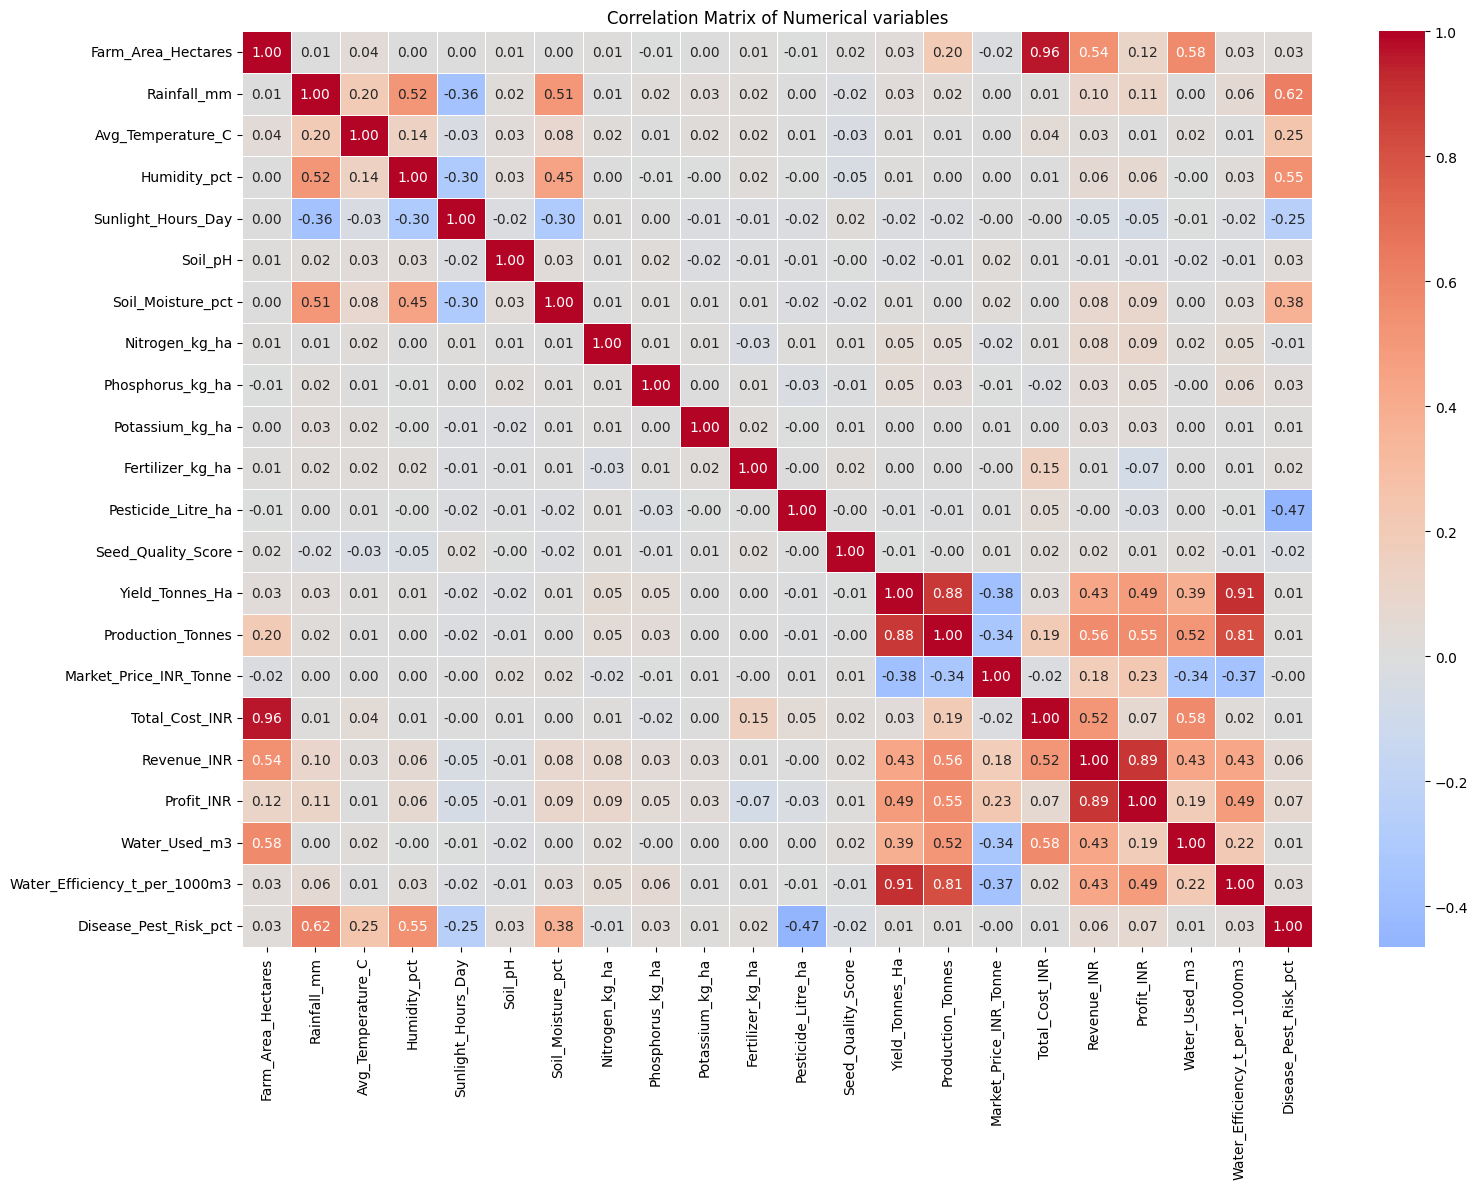 Correlation Matrix of Numerical variables
Farm_Area_Hectares 1.00 0.01 0.04 0.00 0.00 0.01 0.00 0.01 -0.01 0.00 0.01 -0.01 0.02 0.03 0.20 -0.02 0.96 0.54 0.12 0.58 0.03 0.03
Rainfall_mm 0.01 1.00 0.20 0.52 -0.36 0.02 0.51 0.01 0.02 0.03 0.02 0.00 -0.02 0.03 0.02 0.00 0.01 0.10 0.11 0.00 0.06 0.62
Avg_Temperature_C 0.04 0.20 1.00 0.14 -0.03 0.03 0.08 0.02 0.01 0.02 0.02 0.01 -0.03 0.01 0.01 0.00 0.04 0.03 0.01 0.02 0.01 0.25
Humidity_pct 0.00 0.52 0.14 1.00 -0.30 0.03 0.45 0.00 -0.01 -0.00 0.02 -0.00 -0.05 0.01 0.00 0.00 0.01 0.06 0.06 -0.00 0.03 0.55
Sunlight_Hours_Day 0.00 -0.36 -0.03 -0.30 1.00 -0.02 -0.30 0.01 0.00 -0.01 -0.01 -0.02 0.02 -0.02 -0.02 -0.00 -0.00 -0.05 -0.05 -0.01 -0.02 -0.25
Soil_pH 0.01 0.02 0.03 0.03 -0.02 1.00 0.03 0.01 0.02 -0.02 -0.01 -0.01 -0.00 -0.02 -0.01 0.02 0.01 -0.01 -0.01 -0.02 -0.01 0.03
Soil_Moisture_pct 0.00 0.51 0.08 0.45 -0.30 0.03 1.00 0.01 0.01 0.01 0.01 -0.02 -0.02 0.01 0.00 0.02 0.00 0.08 0.09 0.00 0.03 0.38
Nitrogen_kg_ha 0.01 0.01 0.02 0.00 0.01 0.01 0.01 1.00 0.01 0.01 -0.03 0.01 0.01 0.05 0.05 -0.02 0.01 0.08 0.09 0.02 0.05 -0.01
Phosphorus_kg_ha -0.01 0.02 0.01 -0.01 0.00 0.02 0.01 0.01 1.00 0.00 0.01 -0.03 -0.01 0.05 0.03 -0.01 -0.02 0.03 0.05 -0.00 0.06 0.03
Potassium_kg_ha 0.00 0.03 0.02 -0.00 -0.01 -0.02 0.01 0.01 0.00 1.00 0.02 -0.00 0.01 0.00 0.00 0.01 0.00 0.03 0.03 0.00 0.01 0.01
Fertilizer_kg_ha 0.01 0.02 0.02 0.02 -0.01 -0.01 0.01 -0.03 0.01 0.02 1.00 -0.00 0.02 0.00 0.00 -0.00 0.15 0.01 -0.07 0.00 0.01 0.02
Pesticide_Litre_ha -0.01 0.00 0.01 -0.00 -0.02 -0.01 -0.02 0.01 -0.03 -0.00 -0.00 1.00 -0.00 -0.01 -0.01 0.01 0.05 -0.00 -0.03 0.00 -0.01 -0.47
Seed_Quality_Score 0.02 -0.02 -0.03 -0.05 0.02 -0.00 -0.02 0.01 -0.01 0.01 0.02 -0.00 1.00 -0.01 -0.00 0.01 0.02 0.02 0.01 0.02 -0.01 -0.02
Yield_Tonnes_Ha 0.03 0.03 0.01 0.01 -0.02 -0.02 0.01 0.05 0.05 0.00 0.00 -0.01 -0.01 1.00 0.88 -0.38 0.03 0.43 0.49 0.39 0.91 0.01
Production_Tonnes 0.20 0.02 0.01 0.00 -0.02 -0.01 0.00 0.05 0.03 0.00 0.00 -0.01 -0.00 0.88 1.00 -0.34 0.19 0.56 0.55 0.52 0.81 0.01
Market_Price_INR_Tonne -0.02 0.00 0.00 0.00 -0.00 0.02 0.02 -0.02 -0.01 0.01 -0.00 0.01 0.01 -0.38 -0.34 1.00 -0.02 0.18 0.23 -0.34 -0.37 -0.00
Total_Cost_INR 0.96 0.01 0.04 0.01 -0.00 0.01 0.00 0.01 -0.02 0.00 0.15 0.05 0.02 0.03 0.19 -0.02 1.00 0.52 0.07 0.58 0.02 0.01
Revenue_INR 0.54 0.10 0.03 0.06 -0.05 -0.01 0.08 0.08 0.03 0.03 0.01 -0.00 0.02 0.43 0.56 0.18 0.52 1.00 0.89 0.43 0.43 0.06
Profit_INR 0.12 0.11 0.01 0.06 -0.05 -0.01 0.09 0.09 0.05 0.03 -0.07 -0.03 0.01 0.49 0.55 0.23 0.07 0.89 1.00 0.19 0.49 0.07
Water_Used_m3 0.58 0.00 0.02 -0.00 -0.01 -0.02 0.00 0.02 -0.00 0.00 0.00 0.00 0.02 0.39 0.52 -0.34 0.58 0.43 0.19 1.00 0.22 0.01
Water_Efficiency_t_per_1000m3 0.03 0.06 0.01 0.03 -0.02 -0.01 0.03 0.05 0.06 0.01 0.01 -0.01 -0.01 0.91 0.81 -0.37 0.02 0.43 0.49 0.22 1.00 0.03
Disease_Pest_Risk_pct 0.03 0.62 0.25 0.55 -0.25 0.03 0.38 -0.01 0.03 0.01 0.02 -0.47 -0.02 0.01 0.01 -0.00 0.01 0.06 0.07 0.01 0.03 1.00
Farm_Area_Hectares
Rainfall_mm
Avg_Temperature_C
Humidity_pct
Sunlight_Hours_Day
Soil_pH
Soil_Moisture_pct
Nitrogen_kg_ha
Phosphorus_kg_ha
Potassium_kg_ha
Fertilizer_kg_ha
Pesticide_Litre_ha
Seed_Quality_Score
Yield_Tonnes_Ha
Production_Tonnes
Market_Price_INR_Tonne
Total_Cost_INR
Revenue_INR
Profit_INR
Water_Used_m3
Water_Efficiency_t_per_1000m3
Disease_Pest_Risk_pct
1.0
0.8
0.6
0.4
0.2
0.0
−0.2
−0.4